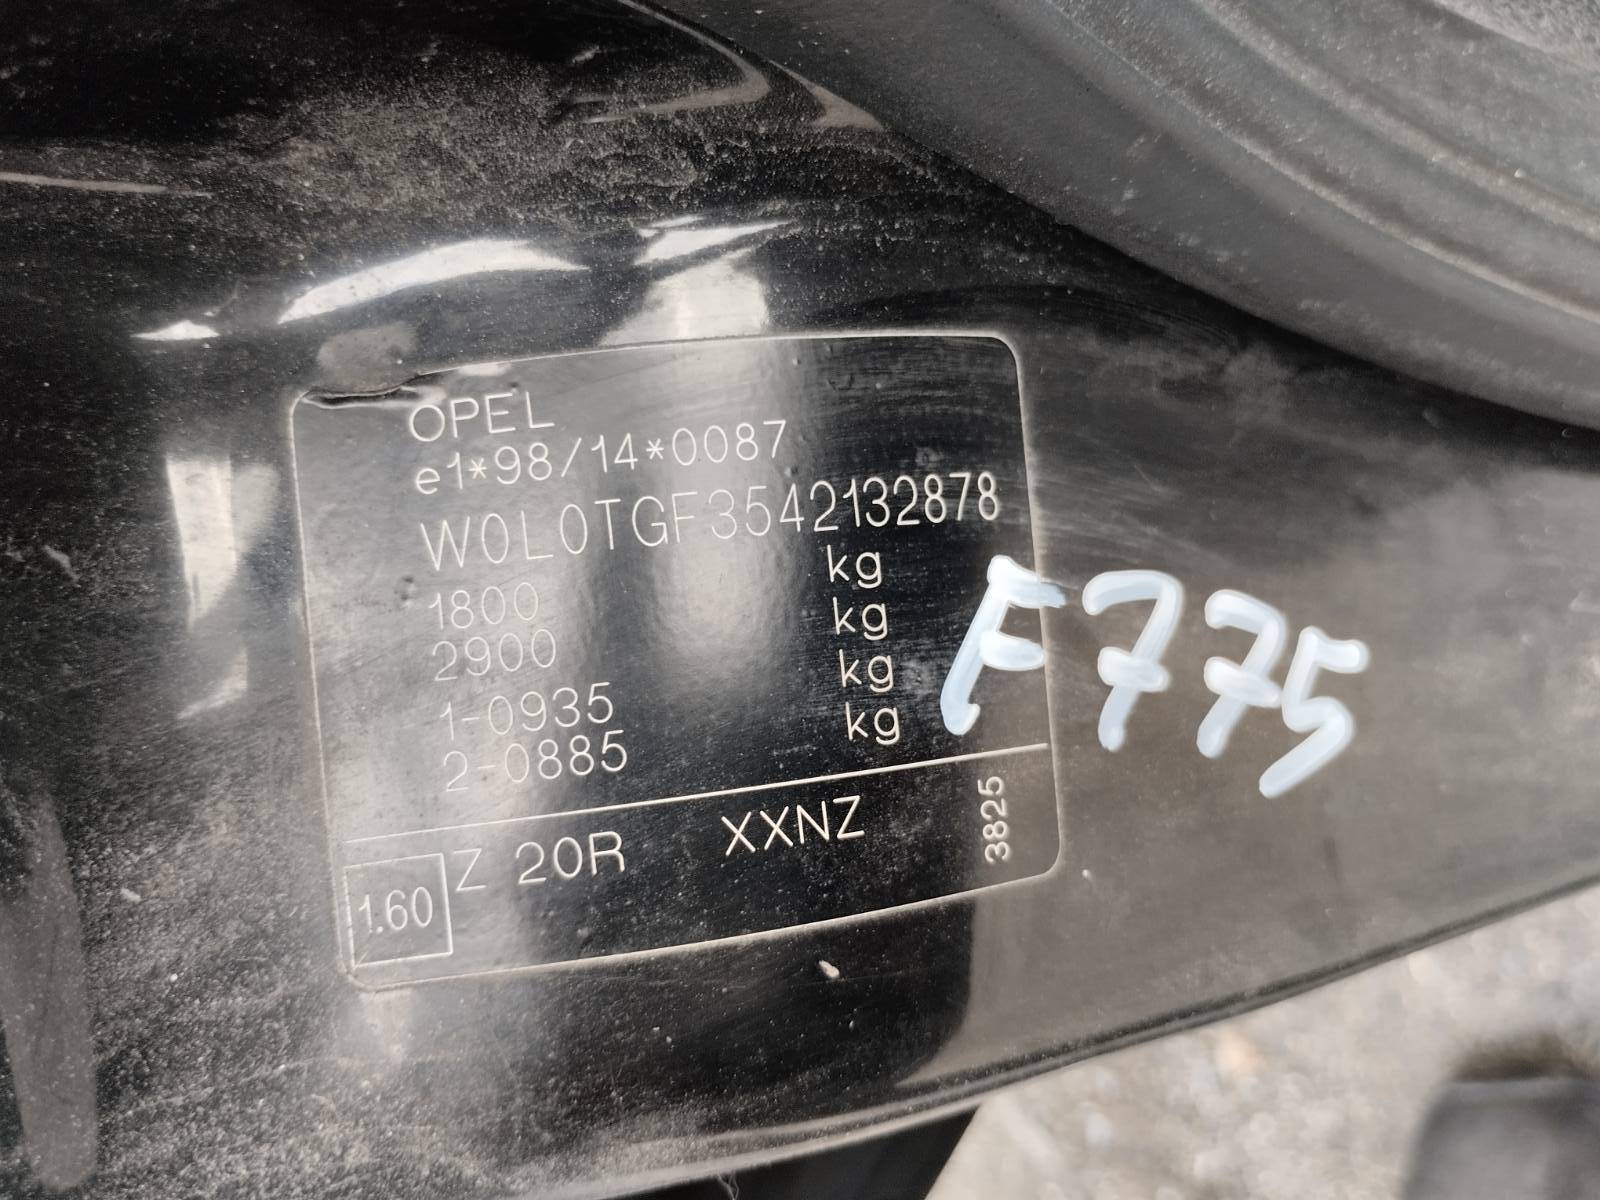 OPEL
e1*98/14*0087
W0L0TGF3542132878
1800 kg
2900 kg
1-0935 kg
2-0885 kg
1.60 Z 20R XXNZ 3825
F775